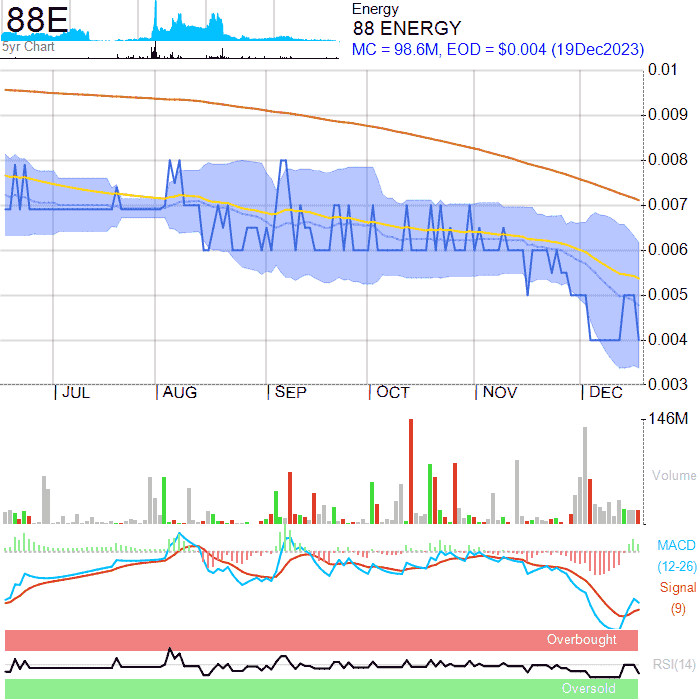 88E
5yr Chart
Energy
88 ENERGY
MC = 98.6M, EOD = $0.004 (19Dec2023)
0.01
0.009
0.008
0.007
0.006
0.005
0.004
0.003
JUL AUG SEP OCT NOV DEC
146M
Volume
MACD
(12-26)
Signal
(9)
Overbought
RSI(14)
Oversold